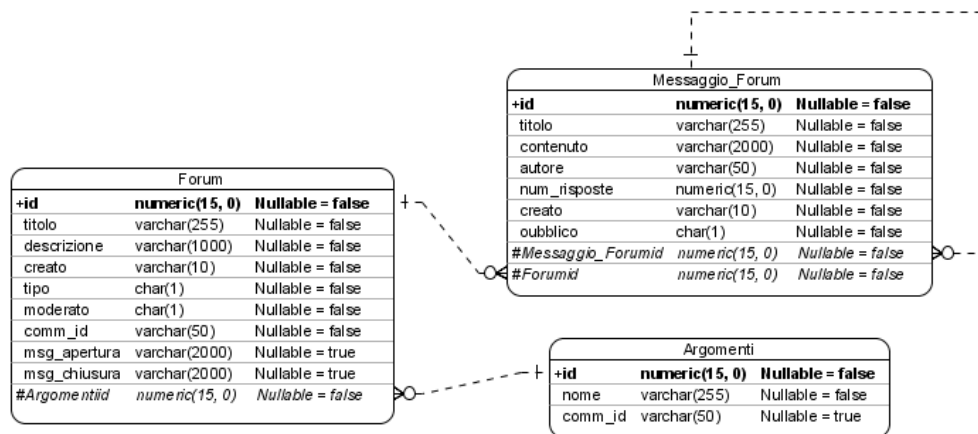 Messaggio_Forum
+id numeric(15, 0) Nullable = false
titolo varchar(255) Nullable = false
contenuto varchar(2000) Nullable = false
autore varchar(50) Nullable = false
num_risposte numeric(15, 0) Nullable = false
creato varchar(10) Nullable = false
oubblico char(1) Nullable = false
#Messaggio_Forumid numeric(15, 0) Nullable = false
#Forumid numeric(15, 0) Nullable = false
Forum
+id numeric(15, 0) Nullable = false
titolo varchar(255) Nullable = false
descrizione varchar(1000) Nullable = false
creato varchar(10) Nullable = false
tipo char(1) Nullable = false
moderato char(1) Nullable = false
comm_id varchar(50) Nullable = false
msg_apertura varchar(2000) Nullable = true
msg_chiusura varchar(2000) Nullable = true
#Argomentiid numeric(15, 0) Nullable = false
Argomenti
+id numeric(15, 0) Nullable = false
nome varchar(255) Nullable = false
comm_id varchar(50) Nullable = true